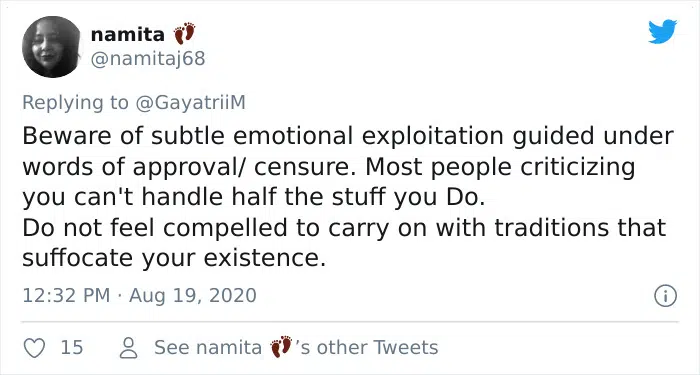 namita 👣
@namitaj68
Replying to @GayatriiM
Beware of subtle emotional exploitation guided under
words of approval/ censure. Most people criticizing
you can't handle half the stuff you Do.
Do not feel compelled to carry on with traditions that
suffocate your existence.
12:32 PM · Aug 19, 2020
15 See namita 👣's other Tweets